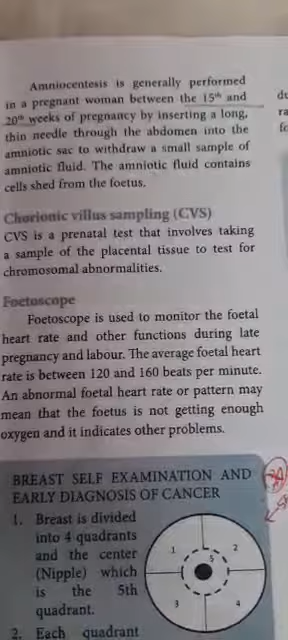 Amniocentesis is generally performed
in a pregnant woman between the 15th and
20th weeks of pregnancy by inserting a long,
thin needle through the abdomen into the
amniotic sac to withdraw a small sample of
amniotic fluid. The amniotic fluid contains
cells shed from the foetus.
Chorionic villus sampling (CVS)
CVS is a prenatal test that involves taking
a sample of the placental tissue to test for
chromosomal abnormalities.
Foetoscope
Foetoscope is used to monitor the foetal
heart rate and other functions during late
pregnancy and labour. The average foetal heart
rate is between 120 and 160 beats per minute.
An abnormal foetal heart rate or pattern may
mean that the foetus is not getting enough
oxygen and it indicates other problems.
BREAST SELF EXAMINATION AND
EARLY DIAGNOSIS OF CANCER
1. Breast is divided
into 4 quadrants
and the center
(Nipple) which
is the 5th
quadrant.
2. Each quadrant
1 2
5
3 4